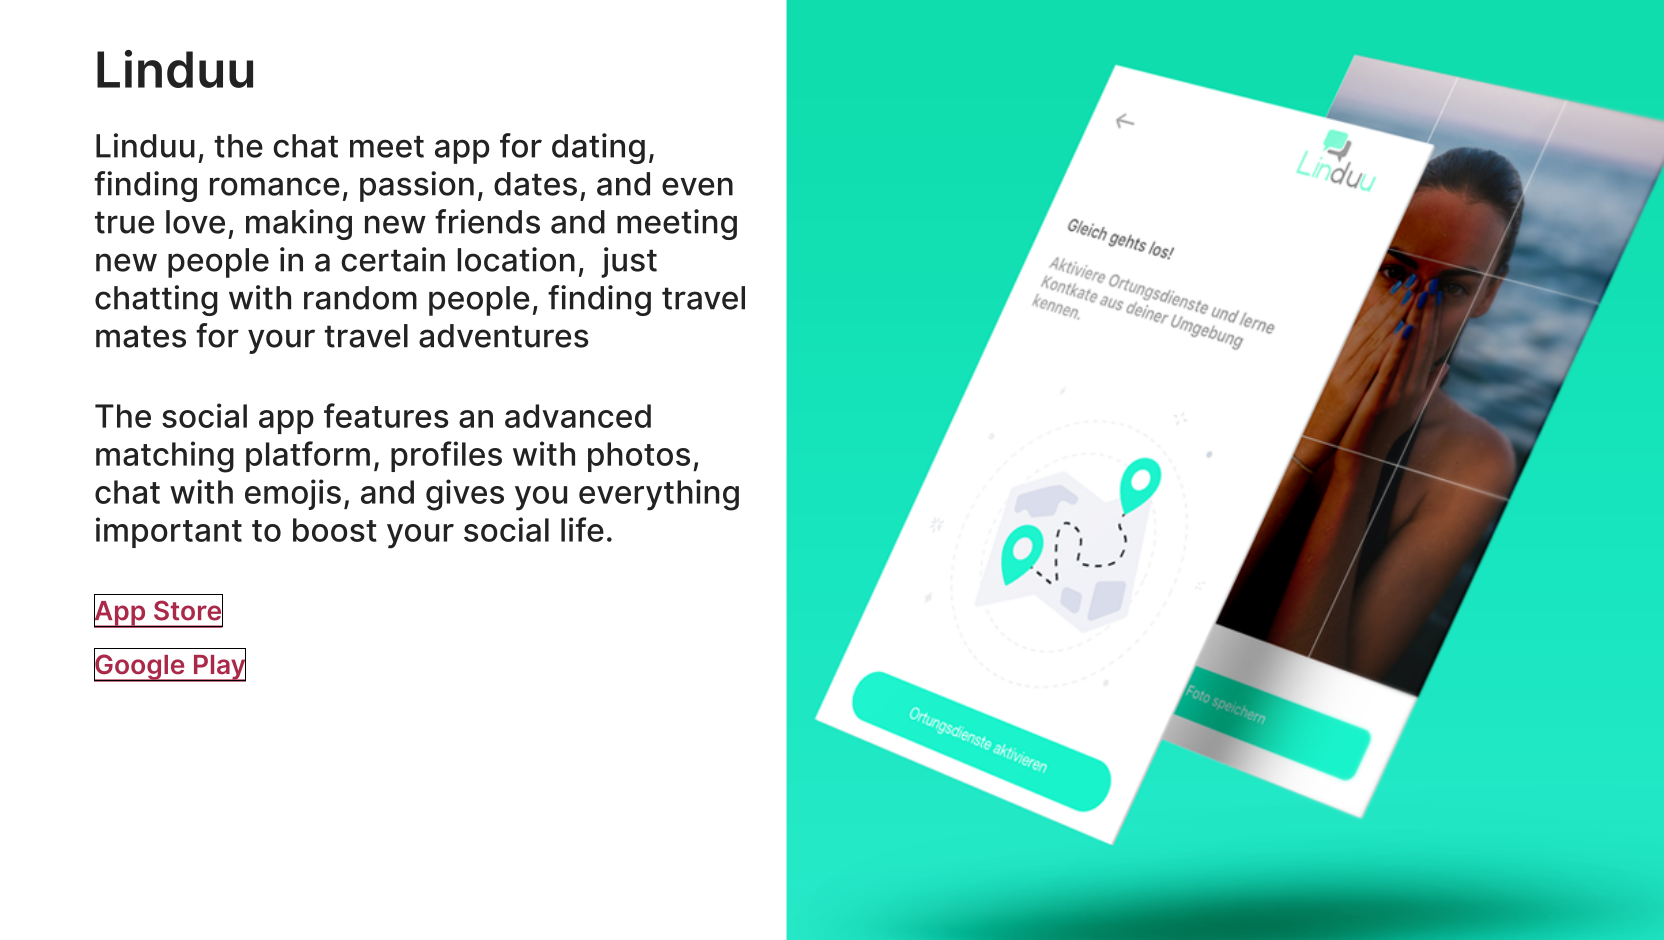 Linduu
Linduu, the chat meet app for dating,
finding romance, passion, dates, and even
true love, making new friends and meeting
new people in a certain location,  just
chatting with random people, finding travel
mates for your travel adventures
The social app features an advanced
matching platform, profiles with photos,
chat with emojis, and gives you everything
important to boost your social life.
App Store
Google Play
Linduu
Gleich gehts los!
Aktiviere Ortungsdienste und lerne
Kontkate aus deiner Umgebung
kennen.
Ortungsdienste aktivieren
Foto speichern